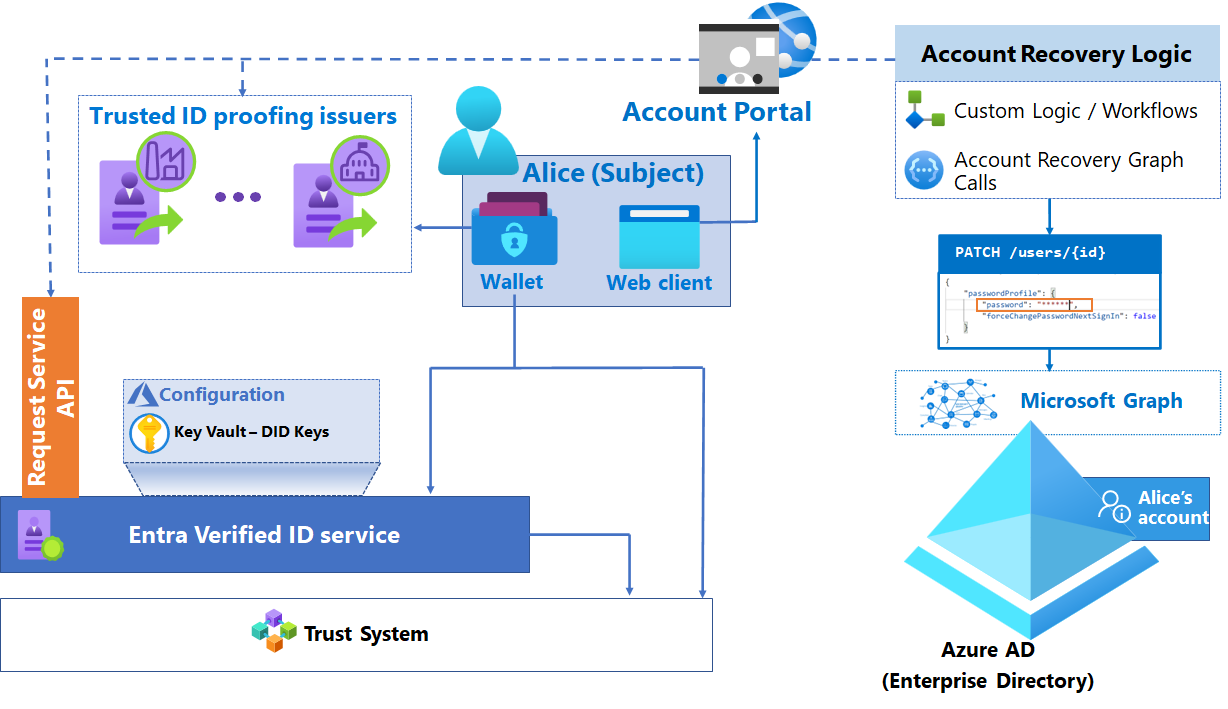 Account Recovery Logic
Custom Logic / Workflows
Account Recovery Graph
Calls
Account Portal
Trusted ID proofing issuers
Alice (Subject)
Wallet
Web client
PATCH /users/{id}
{
"passwordProfile": {
"password": "******",
"forceChangePasswordNextSignIn": false
}
}
Request Service
API
Configuration
Key Vault – DID Keys
Microsoft Graph
Alice's
account
Entra Verified ID service
Trust System
Azure AD
(Enterprise Directory)